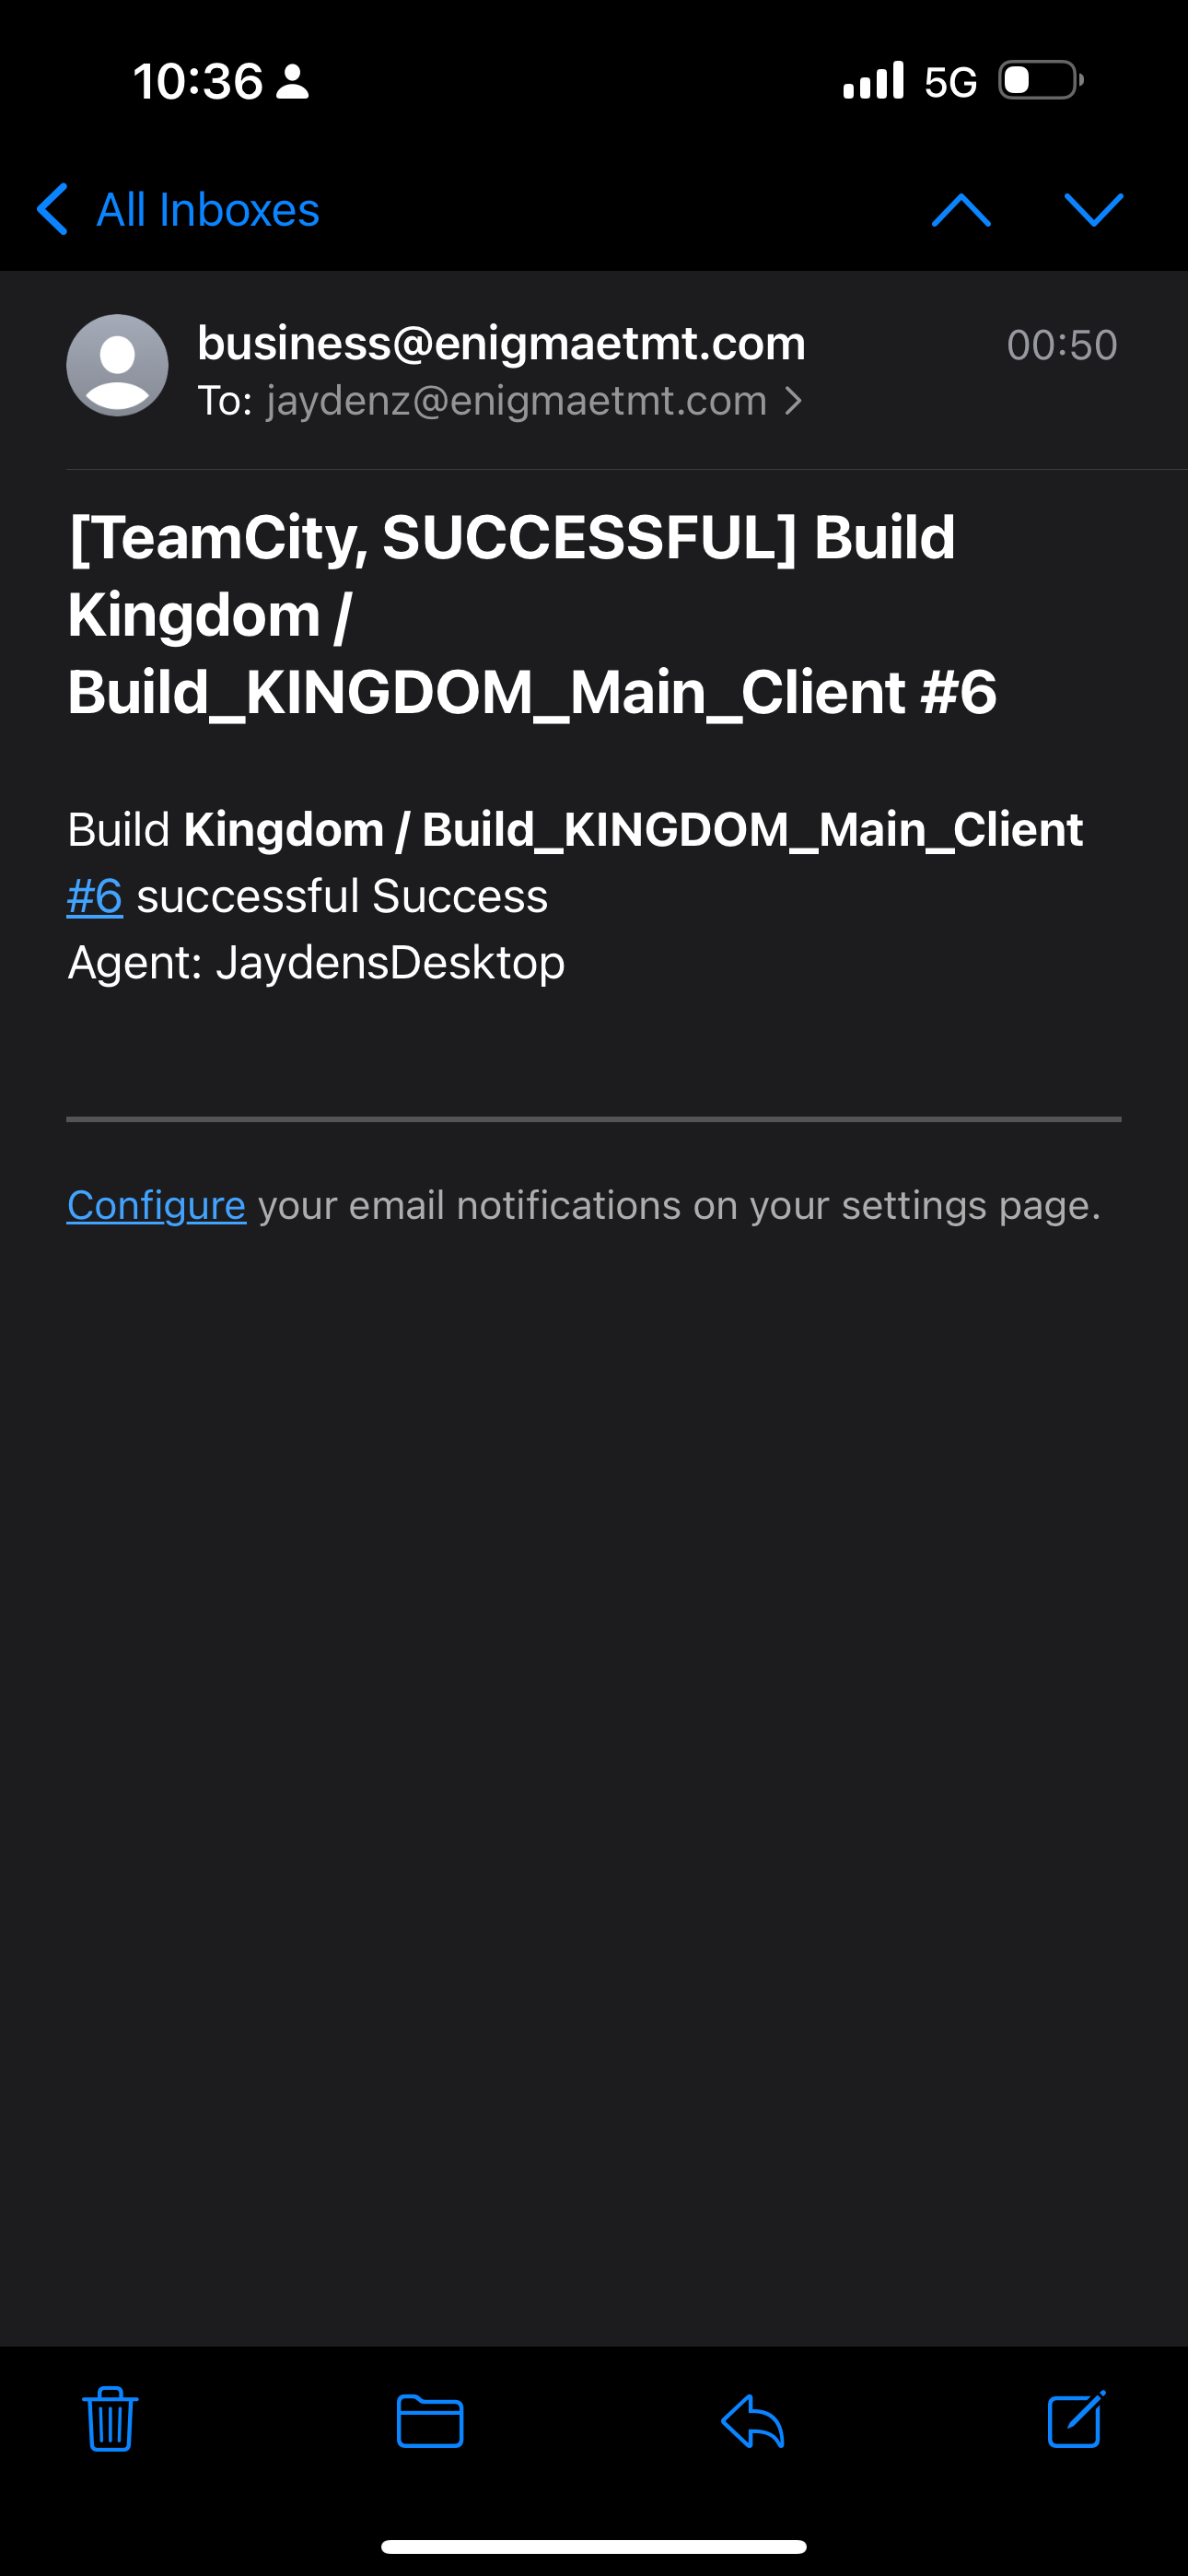 10:36
5G
All Inboxes
business@enigmaetmt.com
00:50
To: jaydenz@enigmaetmt.com
[TeamCity, SUCCESSFUL] Build
Kingdom /
Build_KINGDOM_Main_Client #6
Build Kingdom / Build_KINGDOM_Main_Client
#6 successful Success
Agent: JaydensDesktop
Configure your email notifications on your settings page.